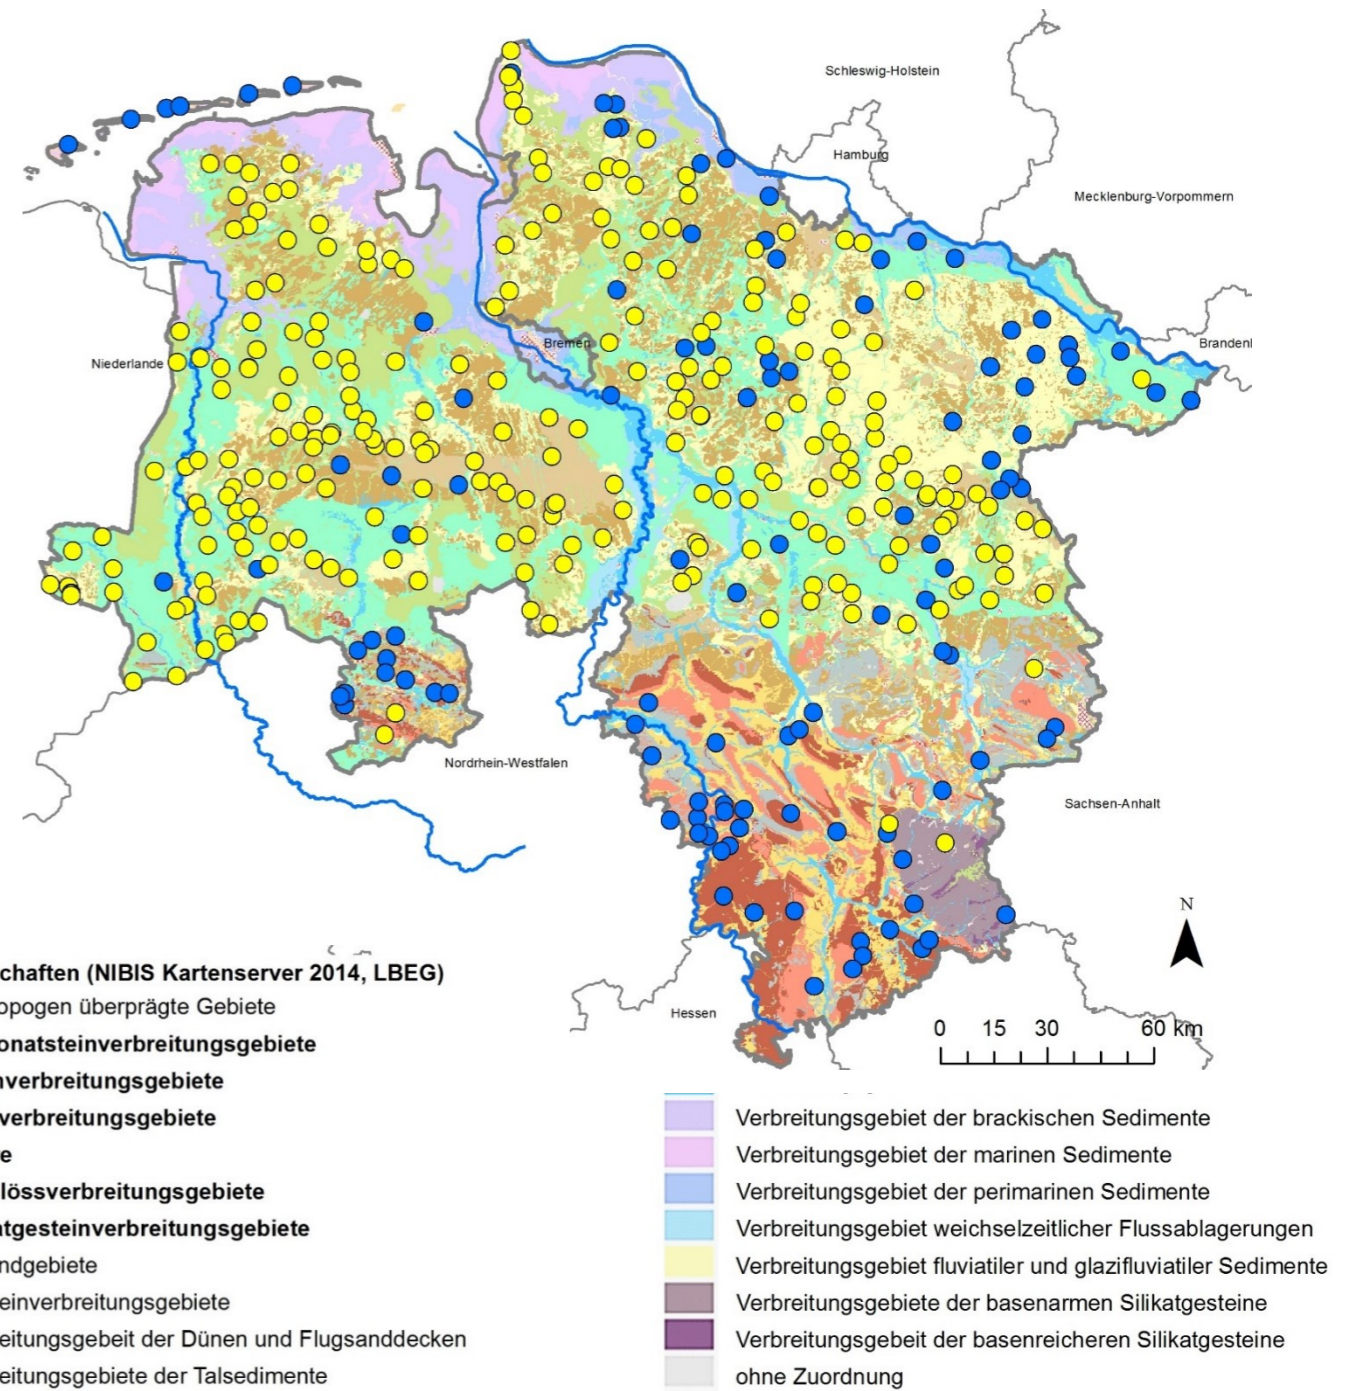 Schleswig-Holstein
Hamburg
Mecklenburg-Vorpommern
Bremen
Brandenl
Niederlande
Nordrhein-Westfalen
Sachsen-Anhalt
N
Hessen
0 15 30 60 km
chaften (NIBIS Kartenserver 2014, LBEG)
opogen überprägte Gebiete
onatsteinverbreitungsgebiete
nverbreitungsgebiete
verbreitungsgebiete
e
lössverbreitungsgebiete
atgesteinverbreitungsgebiete
ndgebiete
einverbreitungsgebiete
eitungsgebeit der Dünen und Flugsanddecken
eitungsgebiete der Talsedimente
Verbreitungsgebiet der brackischen Sedimente
Verbreitungsgebiet der marinen Sedimente
Verbreitungsgebiet der perimarinen Sedimente
Verbreitungsgebiet weichselzeitlicher Flussablagerungen
Verbreitungsgebiet fluviatiler und glazifluviatiler Sedimente
Verbreitungsgebiete der basenarmen Silikatgesteine
Verbreitungsgebeit der basenreicheren Silikatgesteine
ohne Zuordnung